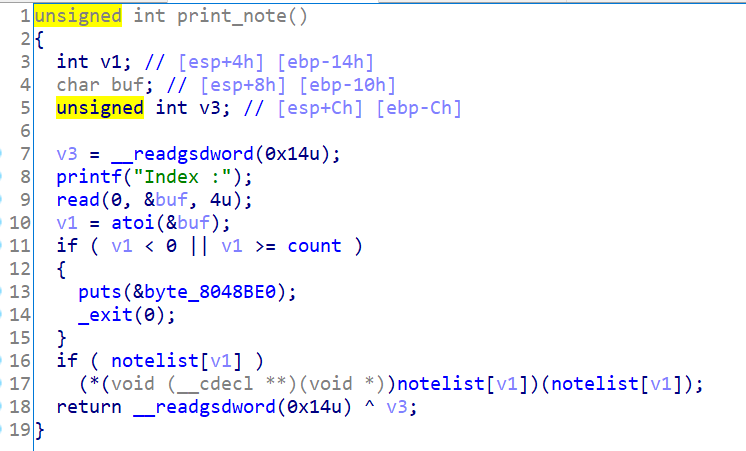 1 unsigned int print_note()
2 {
3 int v1; // [esp+4h] [ebp-14h]
4 char buf; // [esp+8h] [ebp-10h]
5 unsigned int v3; // [esp+Ch] [ebp-Ch]
6
7 v3 = __readgsdword(0x14u);
8 printf("Index :");
9 read(0, &buf, 4u);
10 v1 = atoi(&buf);
11 if ( v1 < 0 || v1 >= count )
12 {
13 puts(&byte_8048BE0);
14 _exit(0);
15 }
16 if ( notelist[v1] )
17 (*(void (__cdecl **)(void *))notelist[v1])(notelist[v1]);
18 return __readgsdword(0x14u) ^ v3;
19 }